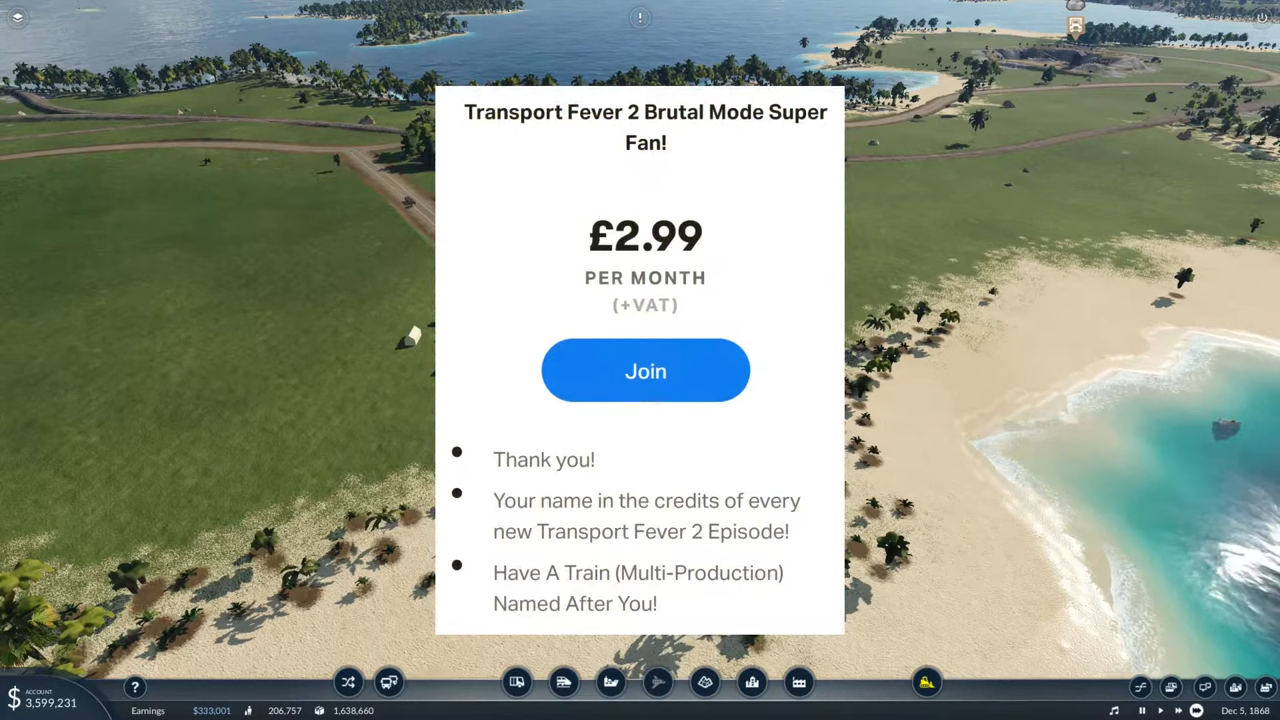 Transport Fever 2 Brutal Mode Super
Fan!
£2.99
PER MONTH
(+VAT)
Join
Thank you!
Your name in the credits of every
new Transport Fever 2 Episode!
Have A Train (Multi-Production)
Named After You!
$ ACCOUNT
3,599,231
?
Earnings $333,001 206,757 1,638,660 Dec 5, 1868